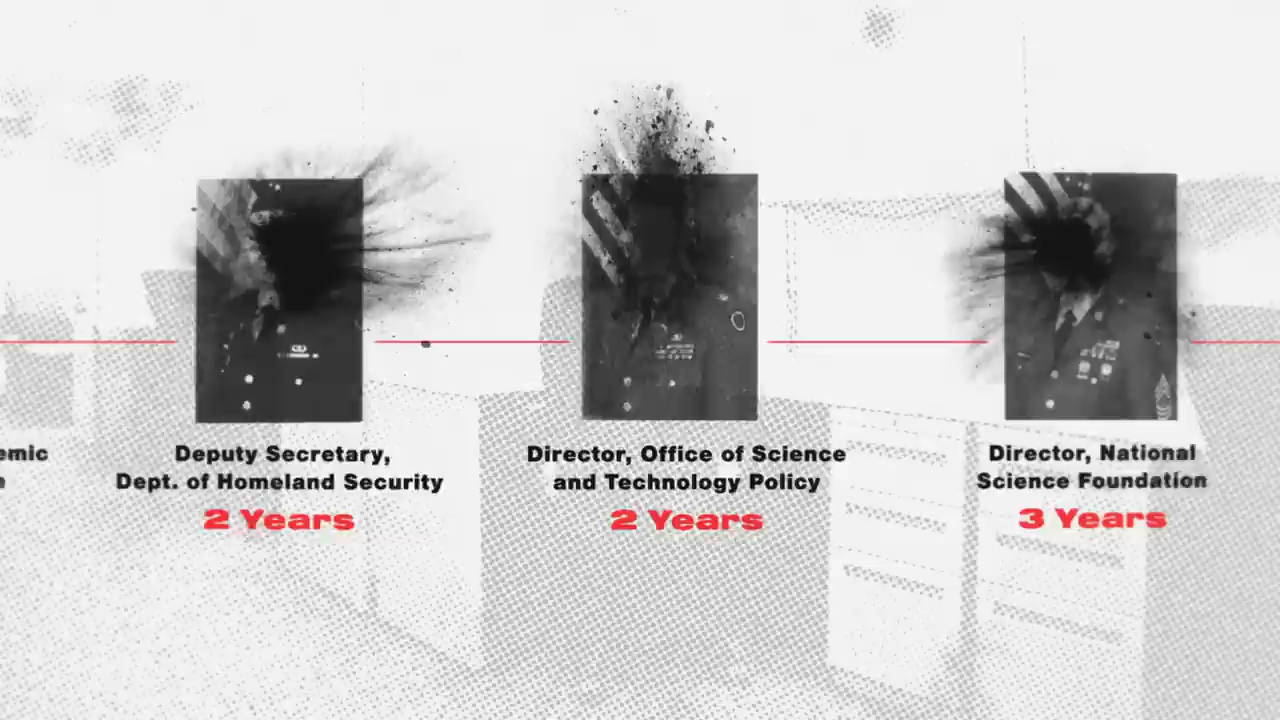 emic
Deputy Secretary,
Dept. of Homeland Security
2 Years
Director, Office of Science
and Technology Policy
2 Years
Director, National
Science Foundation
3 Years